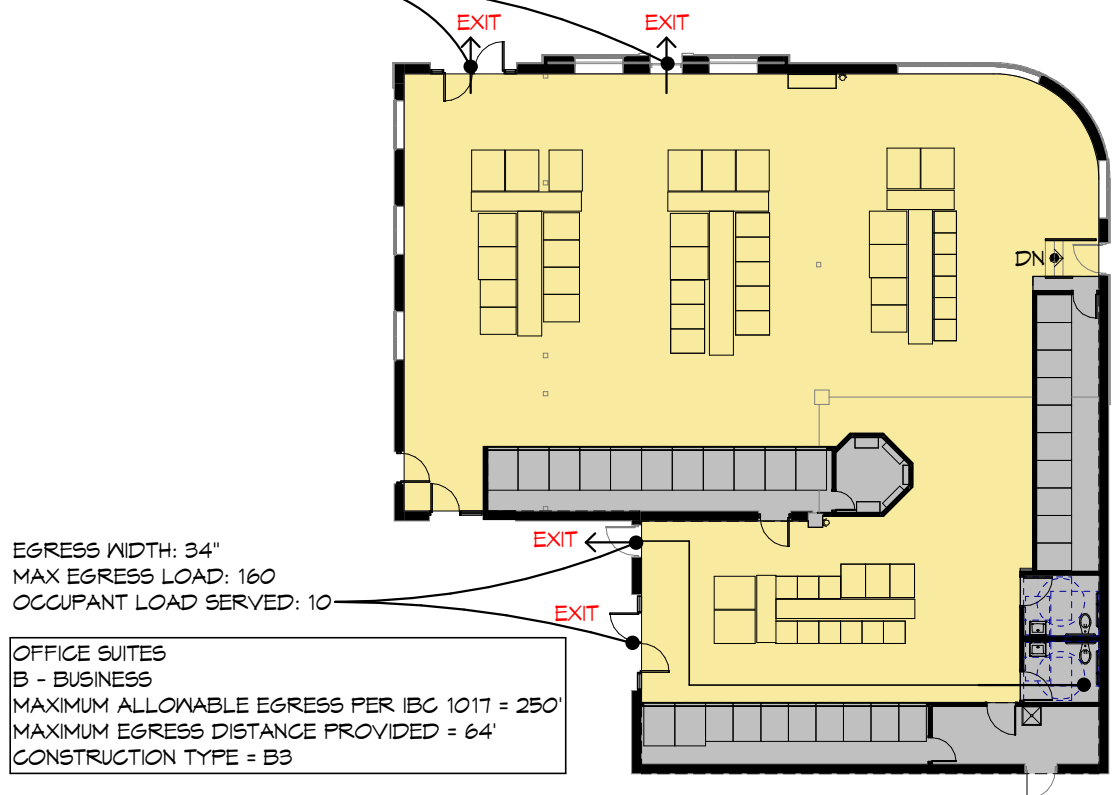 EXIT
EXIT
DN
EXIT
EGRESS WIDTH: 34"
MAX EGRESS LOAD: 160
OCCUPANT LOAD SERVED: 10
EXIT
OFFICE SUITES
B - BUSINESS
MAXIMUM ALLOWABLE EGRESS PER IBC 1017 = 250'
MAXIMUM EGRESS DISTANCE PROVIDED = 64'
CONSTRUCTION TYPE = B3